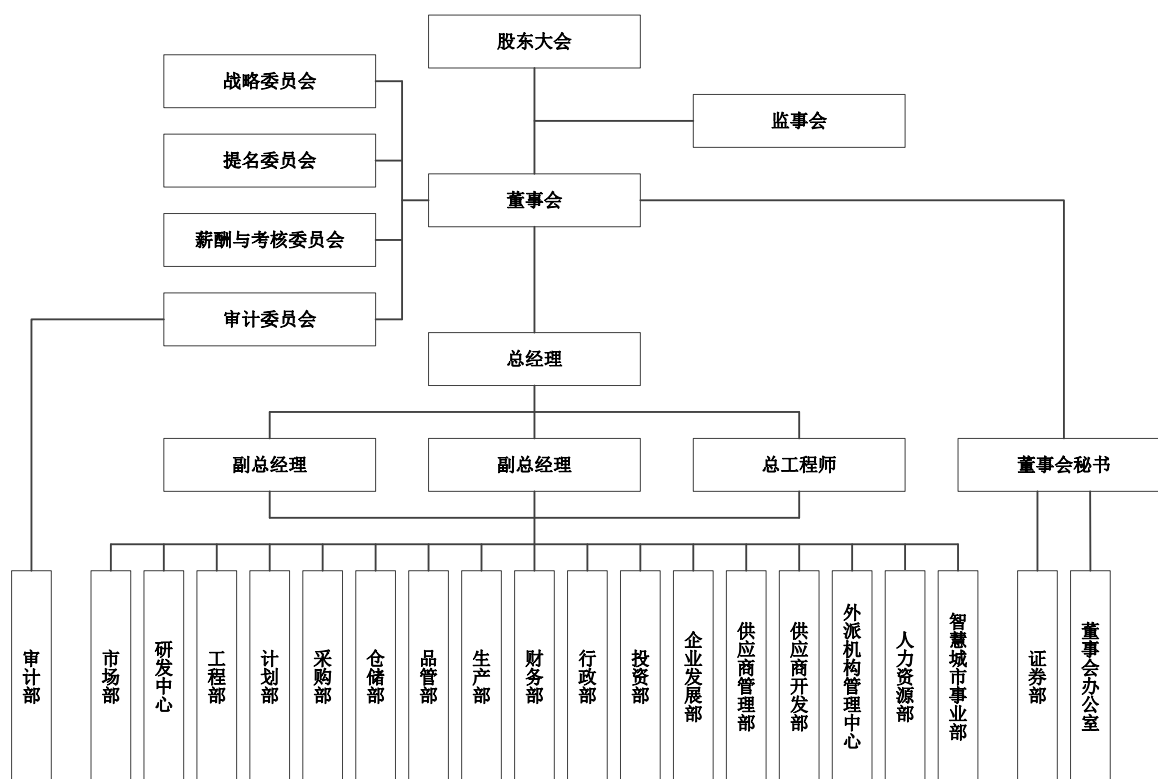 股东大会
战略委员会
监事会
提名委员会
董事会
薪酬与考核委员会
审计委员会
总经理
副总经理
副总经理
总工程师
董事会秘书
审计部
市场部
研发中心
工程部
计划部
采购部
仓储部
品管部
生产部
财务部
行政部
投资部
企业发展部
供应商管理部
供应商开发部
外派机构管理中心
人力资源部
智慧城市事业部
证券部
董事会办公室